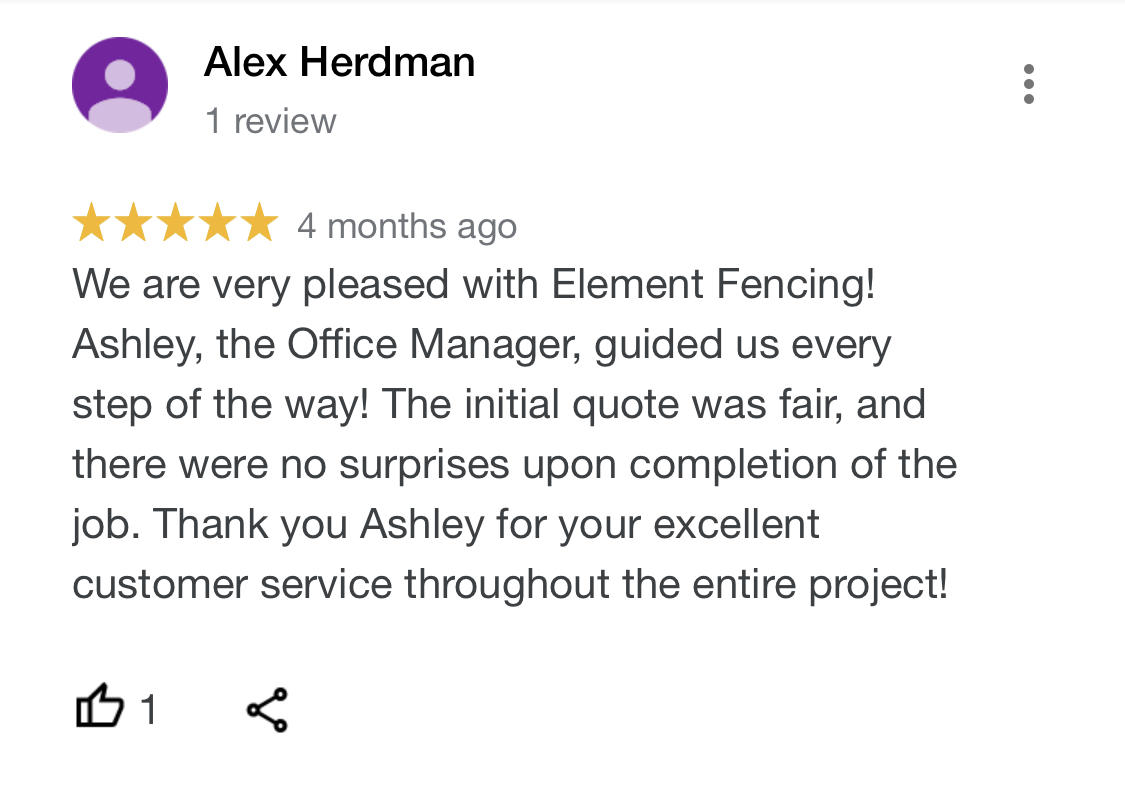 Alex Herdman
1 review
4 months ago
We are very pleased with Element Fencing!
Ashley, the Office Manager, guided us every
step of the way! The initial quote was fair, and
there were no surprises upon completion of the
job. Thank you Ashley for your excellent
customer service throughout the entire project!
1